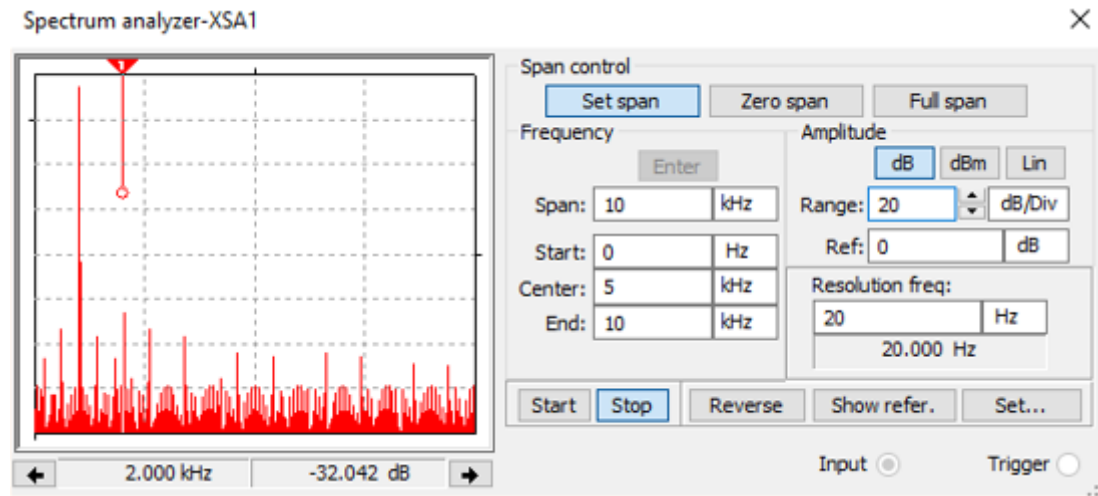 Spectrum analyzer-XSA1
1
Span control
Set span Zero span Full span
Frequency Amplitude
Enter dB dBm Lin
Span: 10 kHz Range: 20 dB/Div
Start: 0 Hz Ref: 0 dB
Center: 5 kHz Resolution freq:
End: 10 kHz 20 Hz
20.000 Hz
Start Stop Reverse Show refer. Set...
2.000 kHz -32.042 dB Input Trigger